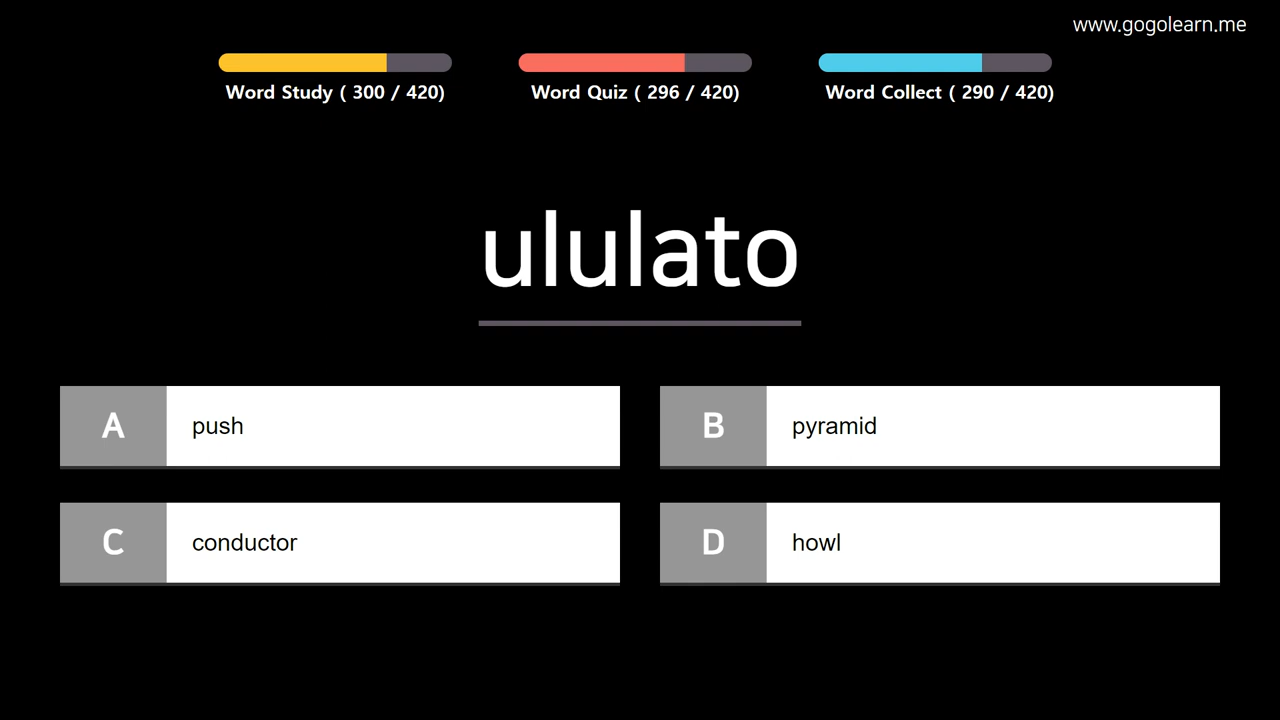 www.gogolearn.me
Word Study ( 300 / 420)
Word Quiz ( 296 / 420)
Word Collect ( 290 / 420)
ululato
A push
B pyramid
C conductor
D howl